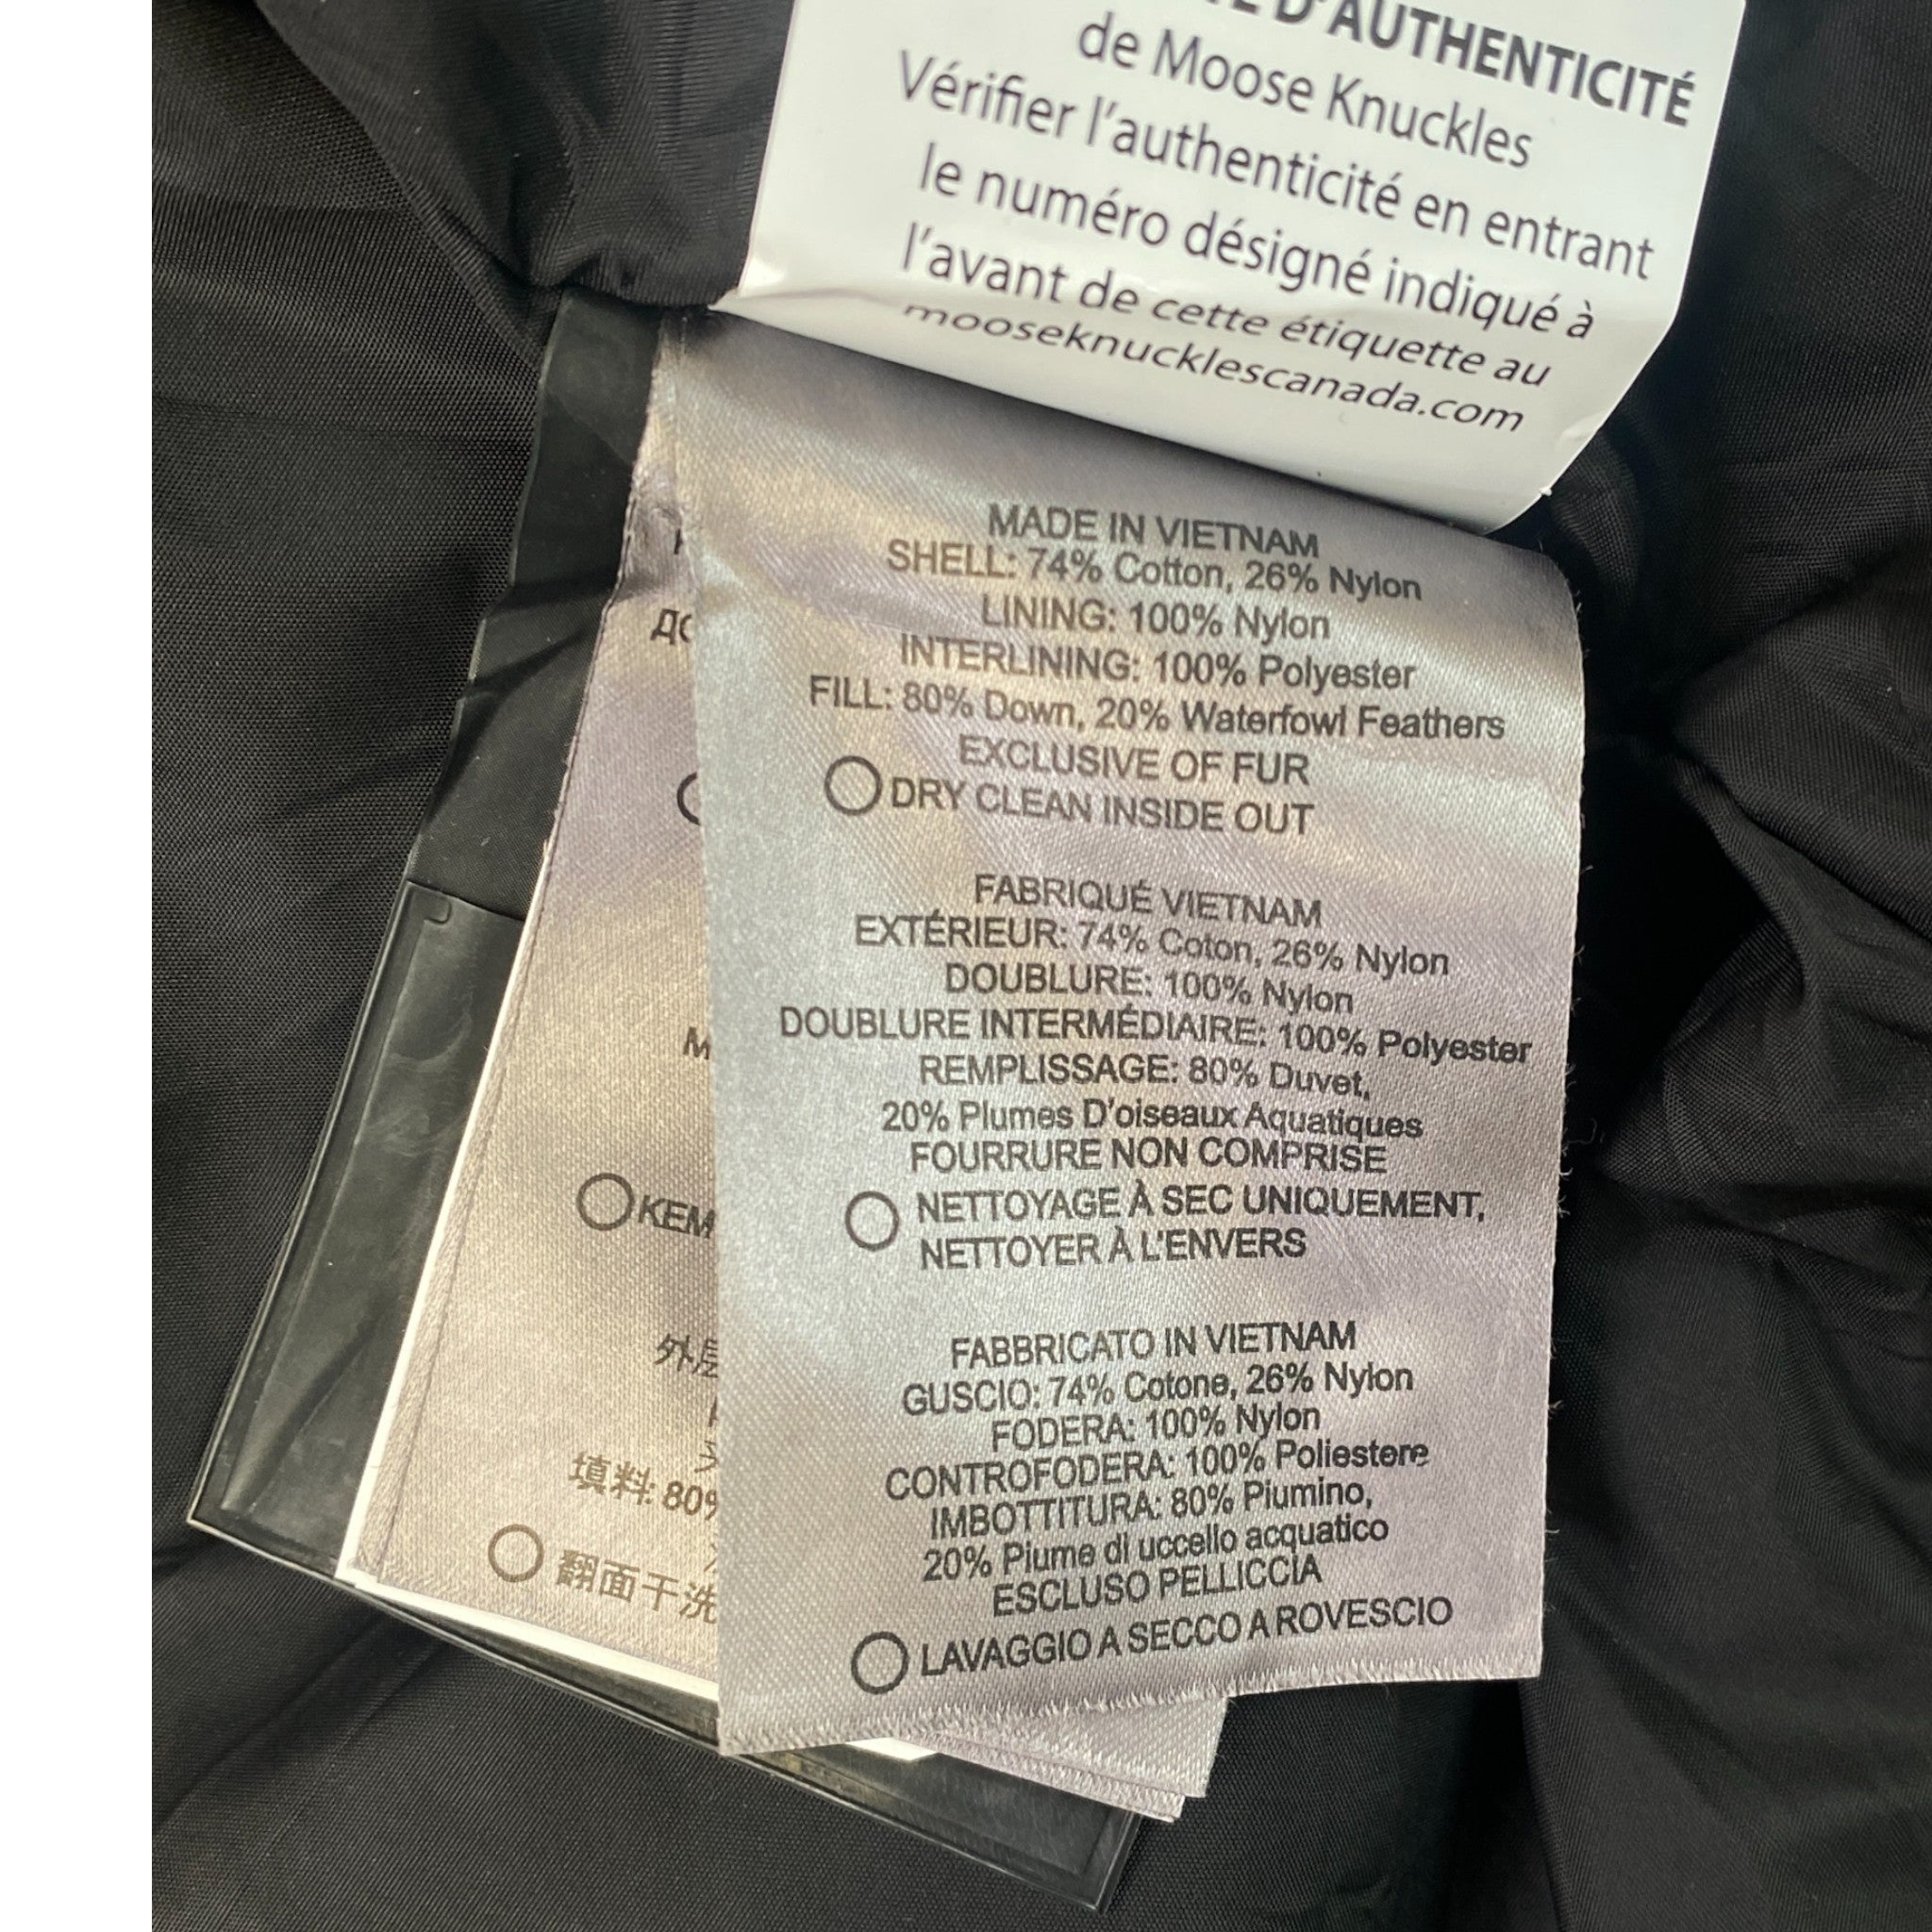 D'AUTHENTICITÉ
de Moose Knuckles
Vérifier l'authenticité en entrant
le numéro désigné indiqué à
l'avant de cette étiquette au
mooseknucklescanada.com
MADE IN VIETNAM
SHELL: 74% Cotton, 26% Nylon
LINING: 100% Nylon
INTERLINING: 100% Polyester
FILL: 80% Down, 20% Waterfowl Feathers
EXCLUSIVE OF FUR
DRY CLEAN INSIDE OUT
FABRIQUÉ VIETNAM
EXTÉRIEUR: 74% Coton, 26% Nylon
DOUBLURE: 100% Nylon
DOUBLURE INTERMÉDIAIRE: 100% Polyester
REMPLISSAGE: 80% Duvet,
20% Plumes D'oiseaux Aquatiques
FOURRURE NON COMPRISE
NETTOYAGE À SEC UNIQUEMENT,
NETTOYER À L'ENVERS
FABBRICATO IN VIETNAM
GUSCIO: 74% Cotone, 26% Nylon
FODERA: 100% Nylon
CONTROFODERA: 100% Poliestere
IMBOTTITURA: 80% Piumino,
20% Piume di uccello acquatico
ESCLUSO PELLICCIA
LAVAGGIO A SECCO A ROVESCIO
外层
填料: 80%
翻面干洗